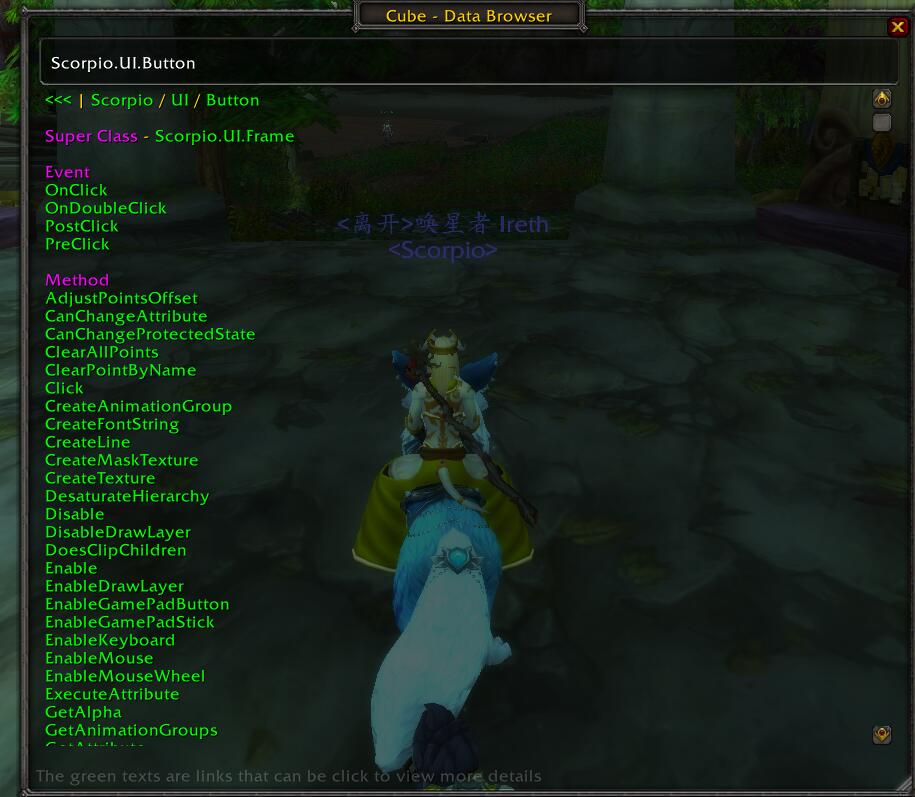 Cube - Data Browser
Scorpio.UI.Button
<<< | Scorpio / UI / Button
Super Class - Scorpio.UI.Frame
Event
OnClick
OnDoubleClick
PostClick
PreClick
<离开>唤星者 Ireth
<Scorpio>
Method
AdjustPointsOffset
CanChangeAttribute
CanChangeProtectedState
ClearAllPoints
ClearPointByName
Click
CreateAnimationGroup
CreateFontString
CreateLine
CreateMaskTexture
CreateTexture
DesaturateHierarchy
Disable
DisableDrawLayer
DoesClipChildren
Enable
EnableDrawLayer
EnableGamePadButton
EnableGamePadStick
EnableKeyboard
EnableMouse
EnableMouseWheel
ExecuteAttribute
GetAlpha
GetAnimationGroups
GetAttribute
The green texts are links that can be click to view more details